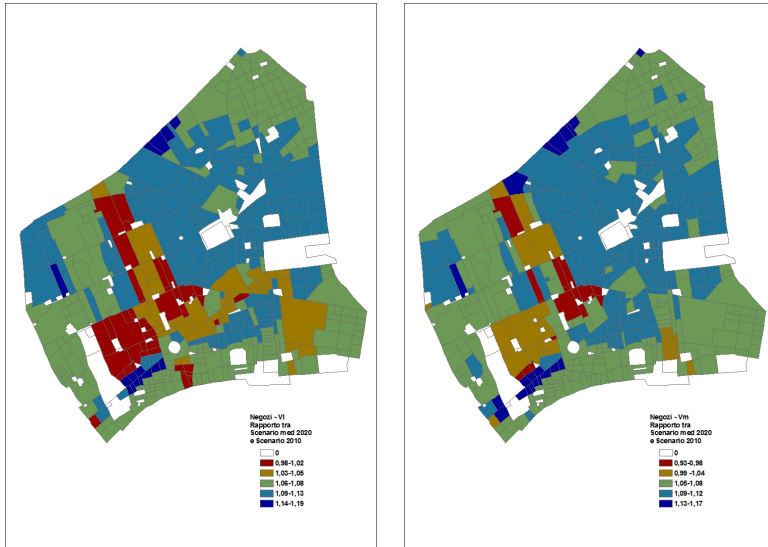 Negozi - Vl
Rapporto tra
Scenario med 2020
e Scenario 2010
0
0,98-1,02
1,03-1,05
1,06-1,08
1,09-1,13
1,14-1,19
Negozi - Vm
Rapporto tra
Scenario med 2020
e Scenario 2010
0
0,93-0,98
0,99 -1,04
1,05-1,08
1,09-1,12
1,13-1,17